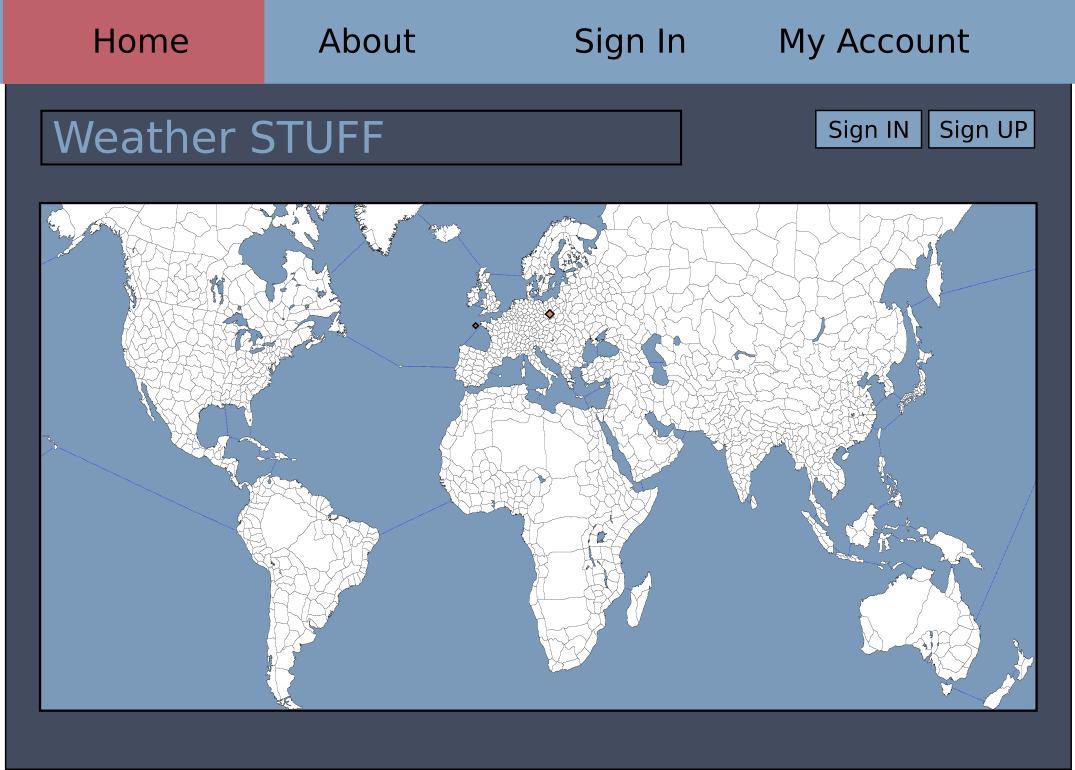 Home About Sign In My Account
Weather STUFF
Sign IN Sign UP